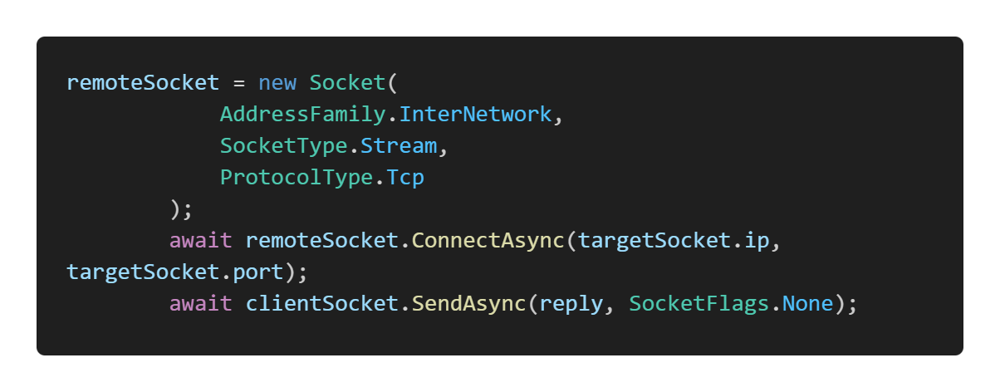 remoteSocket = new Socket(
            AddressFamily.InterNetwork,
            SocketType.Stream,
            ProtocolType.Tcp
        );
        await remoteSocket.ConnectAsync(targetSocket.ip,
targetSocket.port);
        await clientSocket.SendAsync(reply, SocketFlags.None);